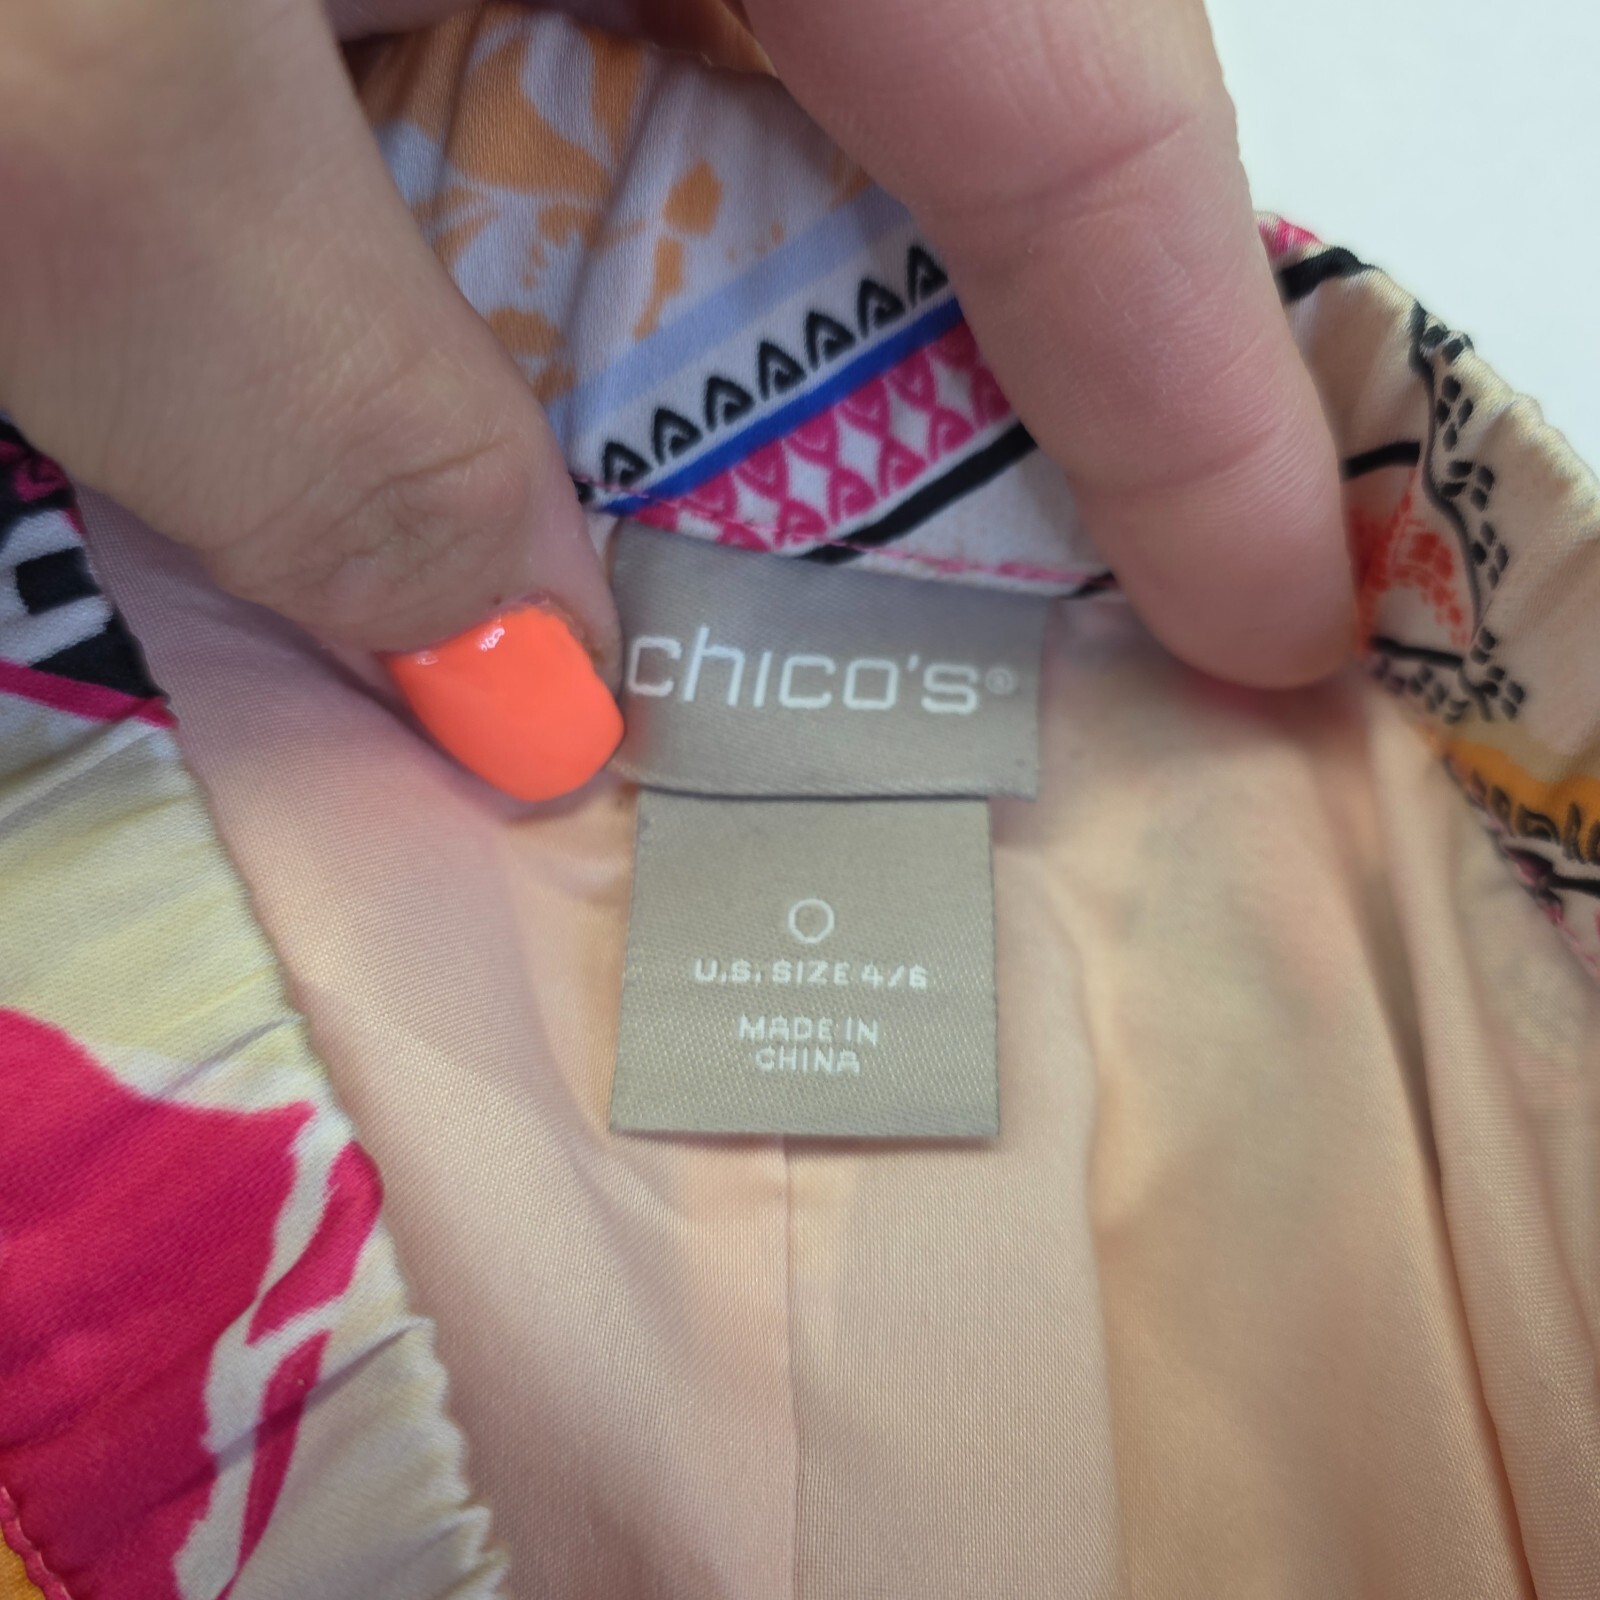 chico's®
0
U.S. SIZE 4/6
MADE IN
CHINA